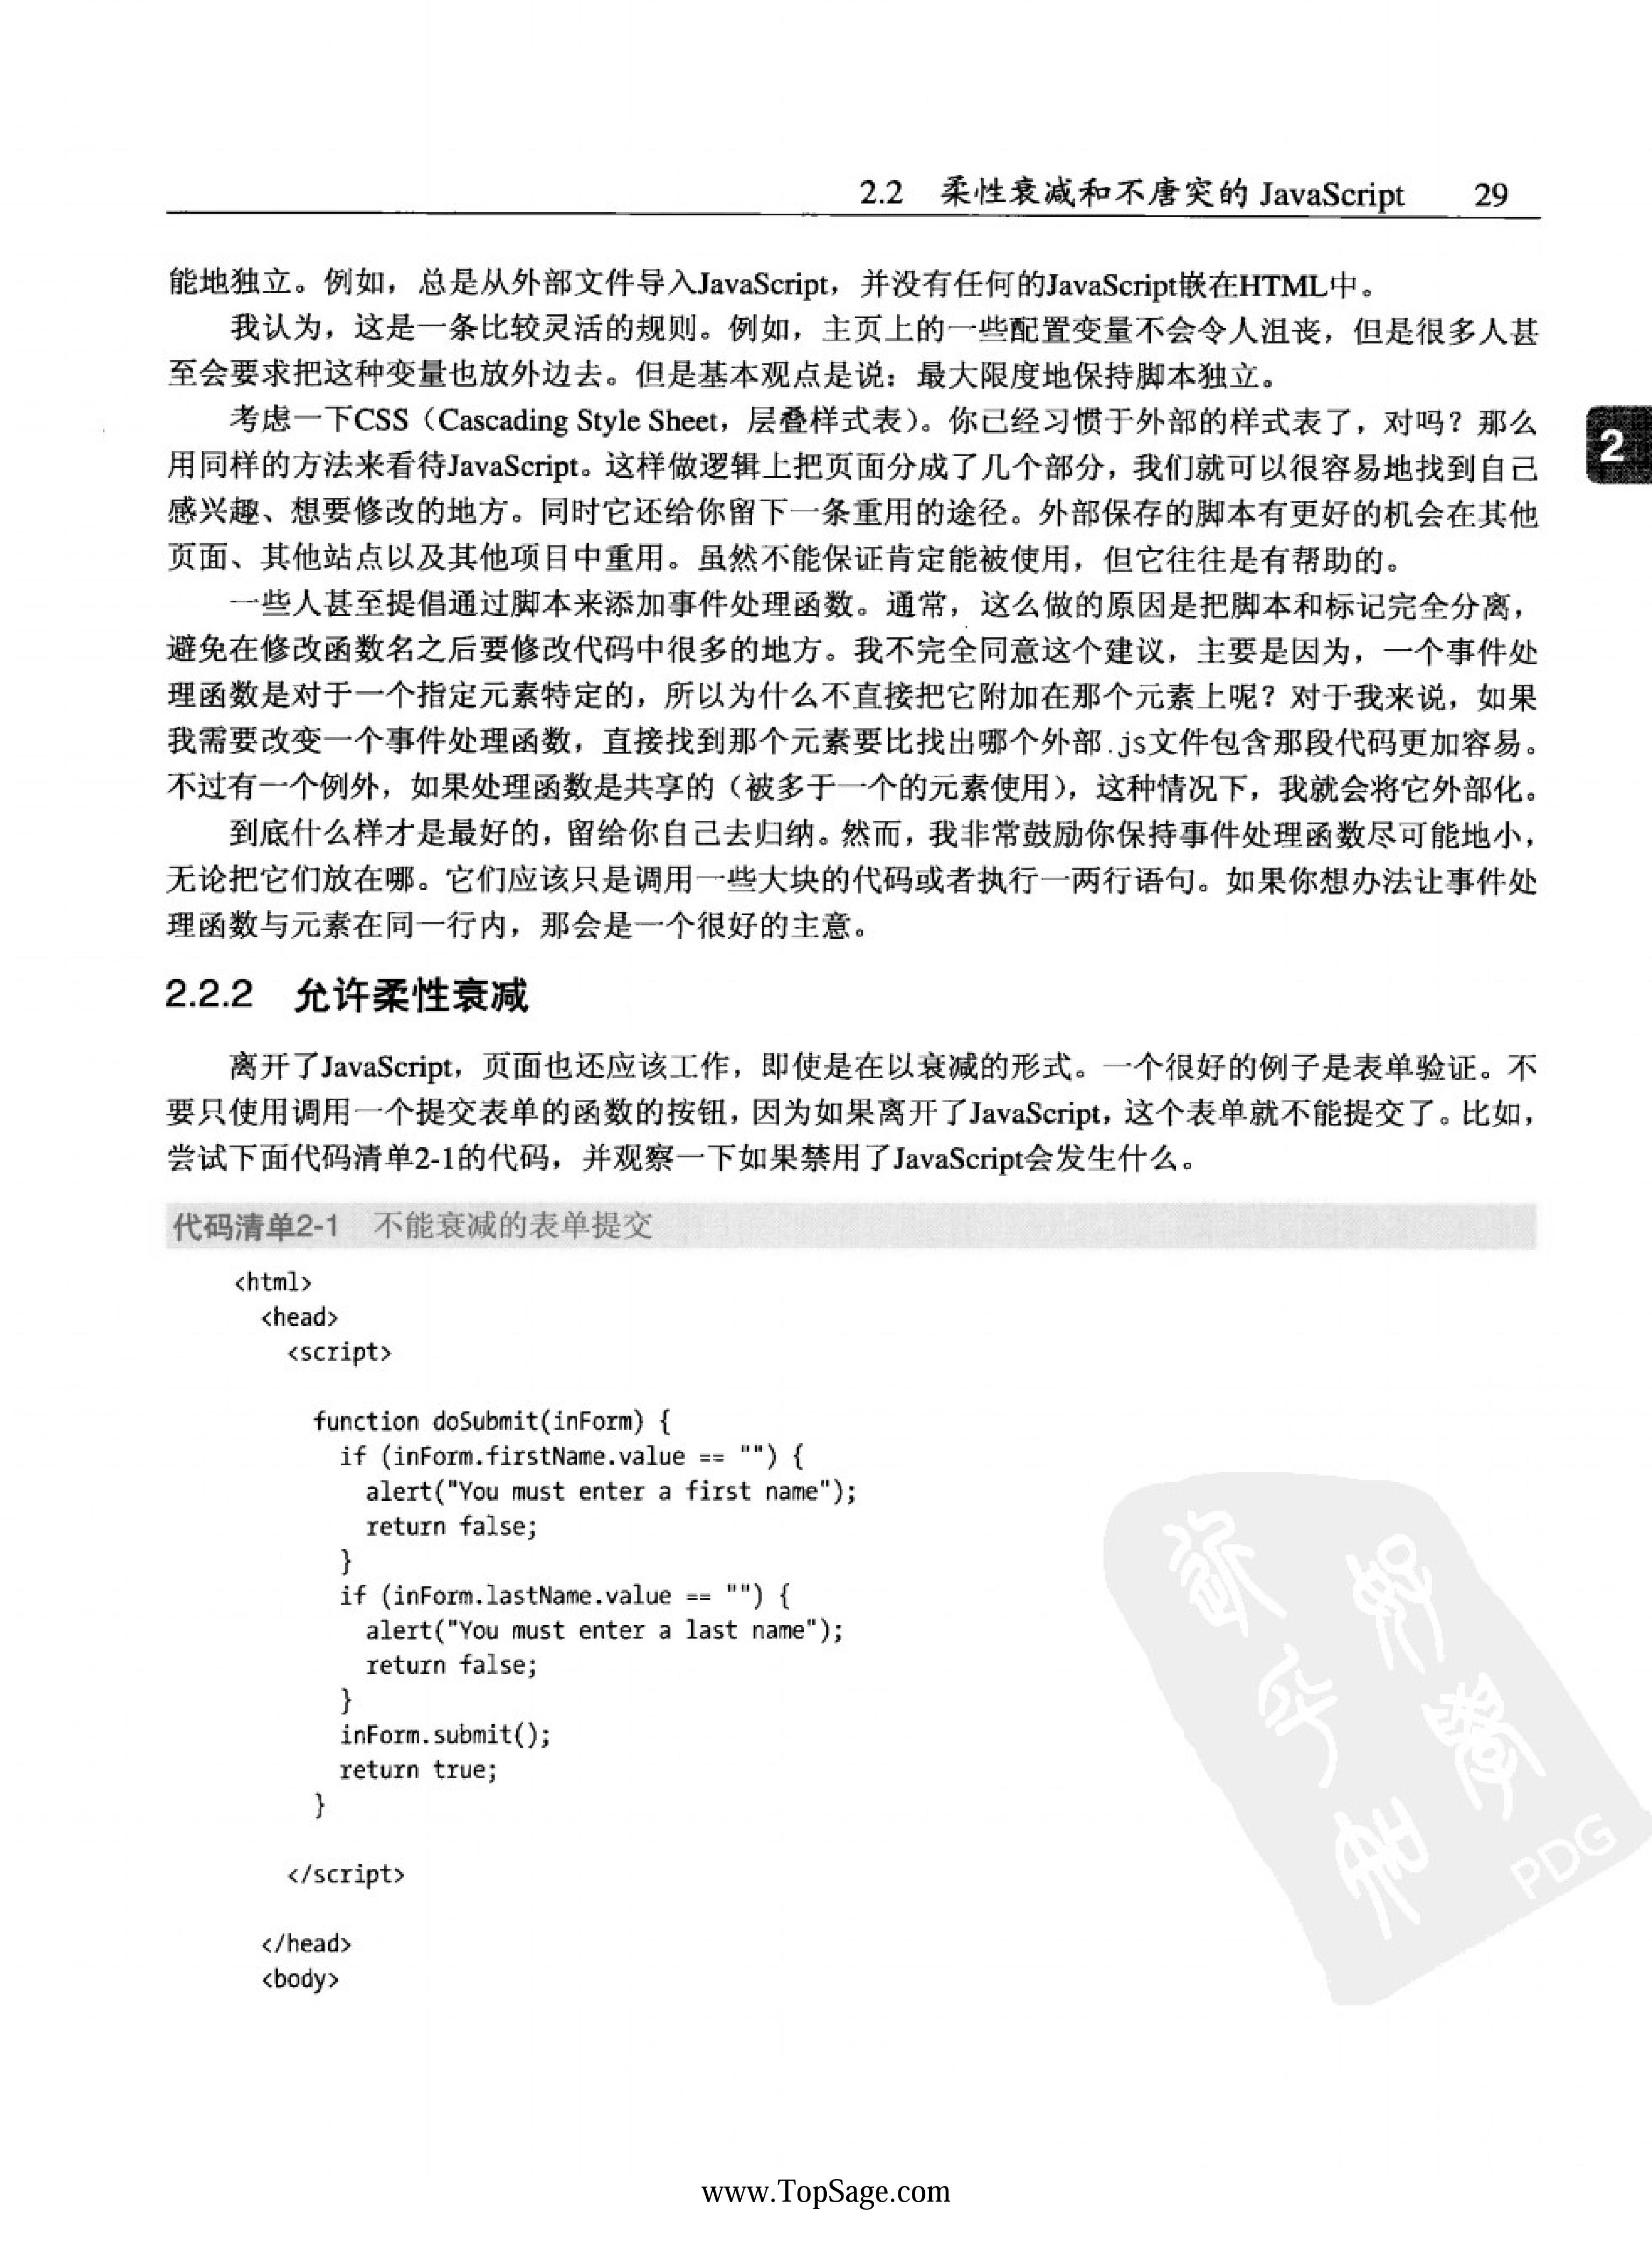 2.2 柔性衰减和不唐突的 JavaScript 29
能地独立。例如，总是从外部文件导入JavaScript，并没有任何的JavaScript嵌在HTML中。
我认为，这是一条比较灵活的规则。例如，主页上的一些配置变量不会令人沮丧，但是很多人甚
至会要求把这种变量也放外边去。但是基本观点是说：最大限度地保持脚本独立。
考虑一下CSS（Cascading Style Sheet，层叠样式表）。你已经习惯于外部的样式表了，对吗？那么
用同样的方法来看待JavaScript。这样做逻辑上把页面分成了几个部分，我们就可以很容易地找到自己
感兴趣、想要修改的地方。同时它还给你留下一条重用的途径。外部保存的脚本有更好的机会在其他
页面、其他站点以及其他项目中重用。虽然不能保证肯定能被使用，但它往往是有帮助的。
2
一些人甚至提倡通过脚本来添加事件处理函数。通常，这么做的原因是把脚本和标记完全分离，
避免在修改函数名之后要修改代码中很多的地方。我不完全同意这个建议，主要是因为，一个事件处
理函数是对于一个指定元素特定的，所以为什么不直接把它附加在那个元素上呢？对于我来说，如果
我需要改变一个事件处理函数，直接找到那个元素要比找出哪个外部.js文件包含那段代码更加容易。
不过有一个例外，如果处理函数是共享的（被多于一个的元素使用），这种情况下，我就会将它外部化。
到底什么样才是最好的，留给你自己去归纳。然而，我非常鼓励你保持事件处理函数尽可能地小，
无论把它们放在哪。它们应该只是调用一些大块的代码或者执行一两行语句。如果你想办法让事件处
理函数与元素在同一行内，那会是一个很好的主意。
2.2.2 允许柔性衰减
离开了JavaScript，页面也还应该工作，即使是在以衰减的形式。一个很好的例子是表单验证。不
要只使用调用一个提交表单的函数的按钮，因为如果离开了JavaScript，这个表单就不能提交了。比如，
尝试下面代码清单2-1的代码，并观察一下如果禁用了JavaScript会发生什么。
代码清单2-1 不能衰减的表单提交
<html>
<head>
<script>
function doSubmit(inForm) {
if (inForm.firstName.value == "") {
alert("You must enter a first name");
return false;
}
if (inForm.lastName.value == "") {
alert("You must enter a last name");
return false;
}
inForm.submit();
return true;
}
</script>
</head>
<body>
PDG
www.TopSage.com